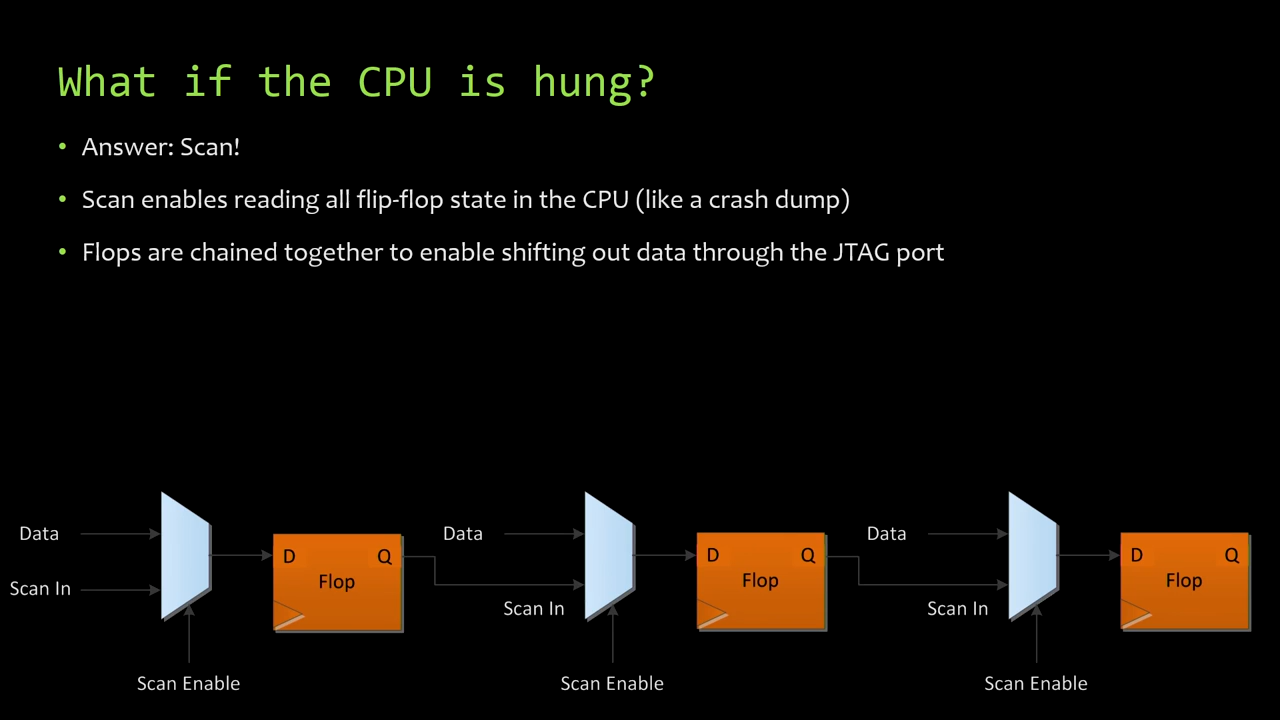 What if the CPU is hung?
• Answer: Scan!
• Scan enables reading all flip-flop state in the CPU (like a crash dump)
• Flops are chained together to enable shifting out data through the JTAG port
Data
Scan In
Scan Enable
D
Q
Flop
Data
Scan In
Scan Enable
D
Q
Flop
Data
Scan In
Scan Enable
D
Q
Flop